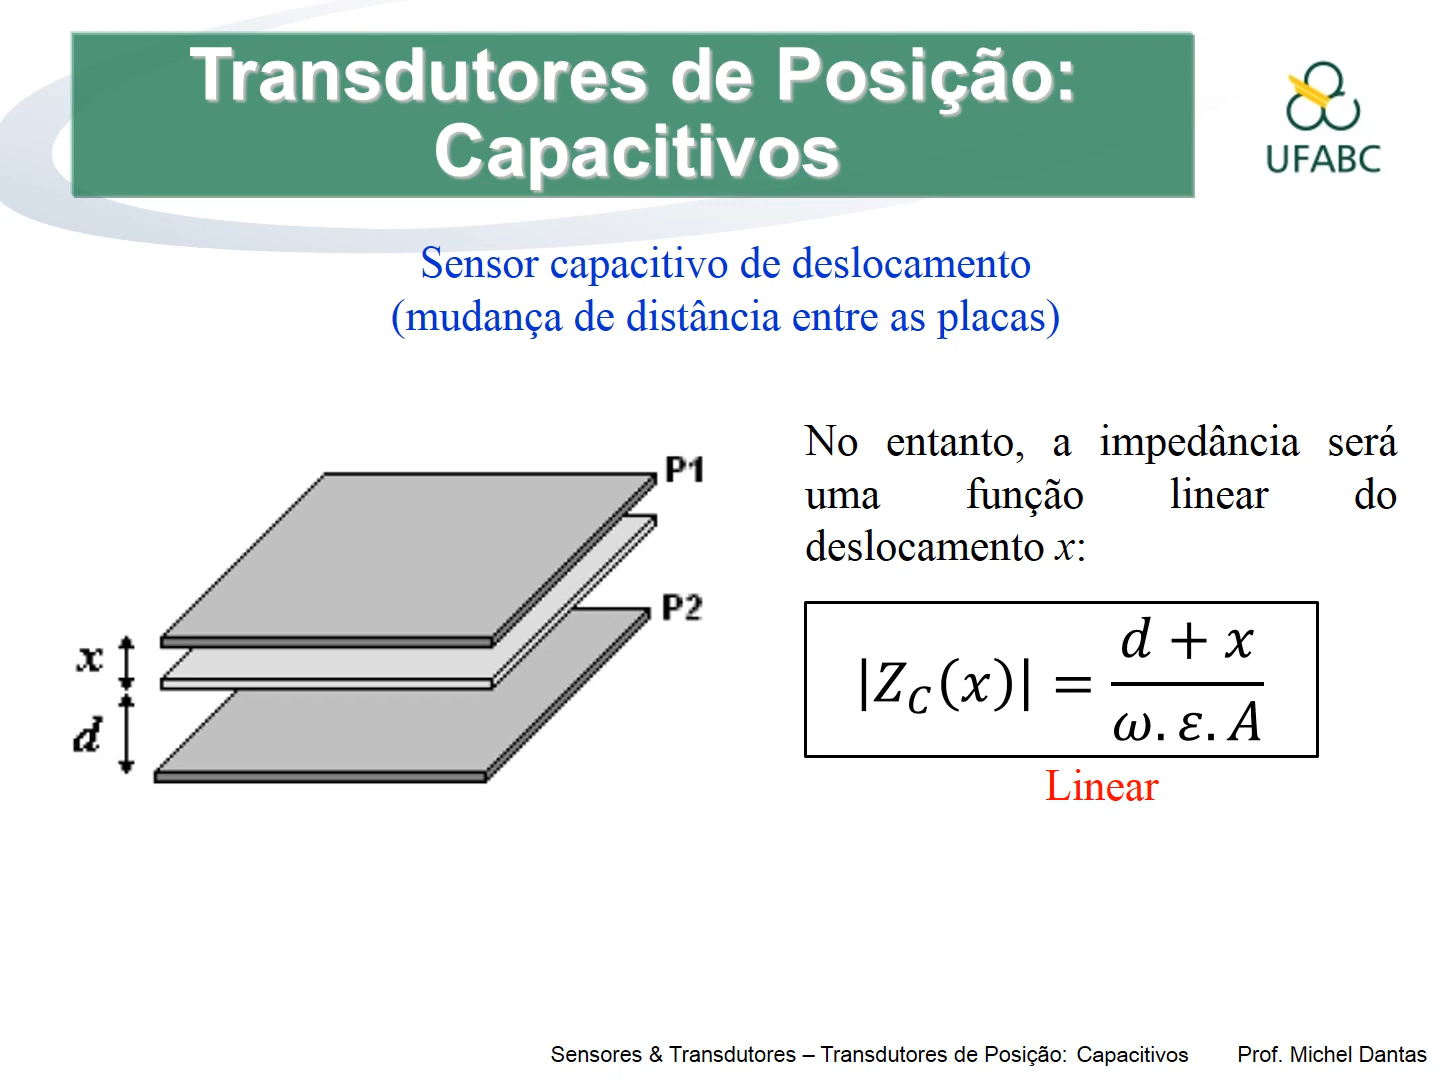 Transdutores de Posição:
Capacitivos
UFABC
Sensor capacitivo de deslocamento
(mudança de distância entre as placas)
P1
P2
x
d
No entanto, a impedância será
uma função linear do
deslocamento x:
|Z_C(x)| = \frac{d + x}{ω.ε.A}
Linear
Sensores & Transdutores – Transdutores de Posição: Capacitivos Prof. Michel Dantas